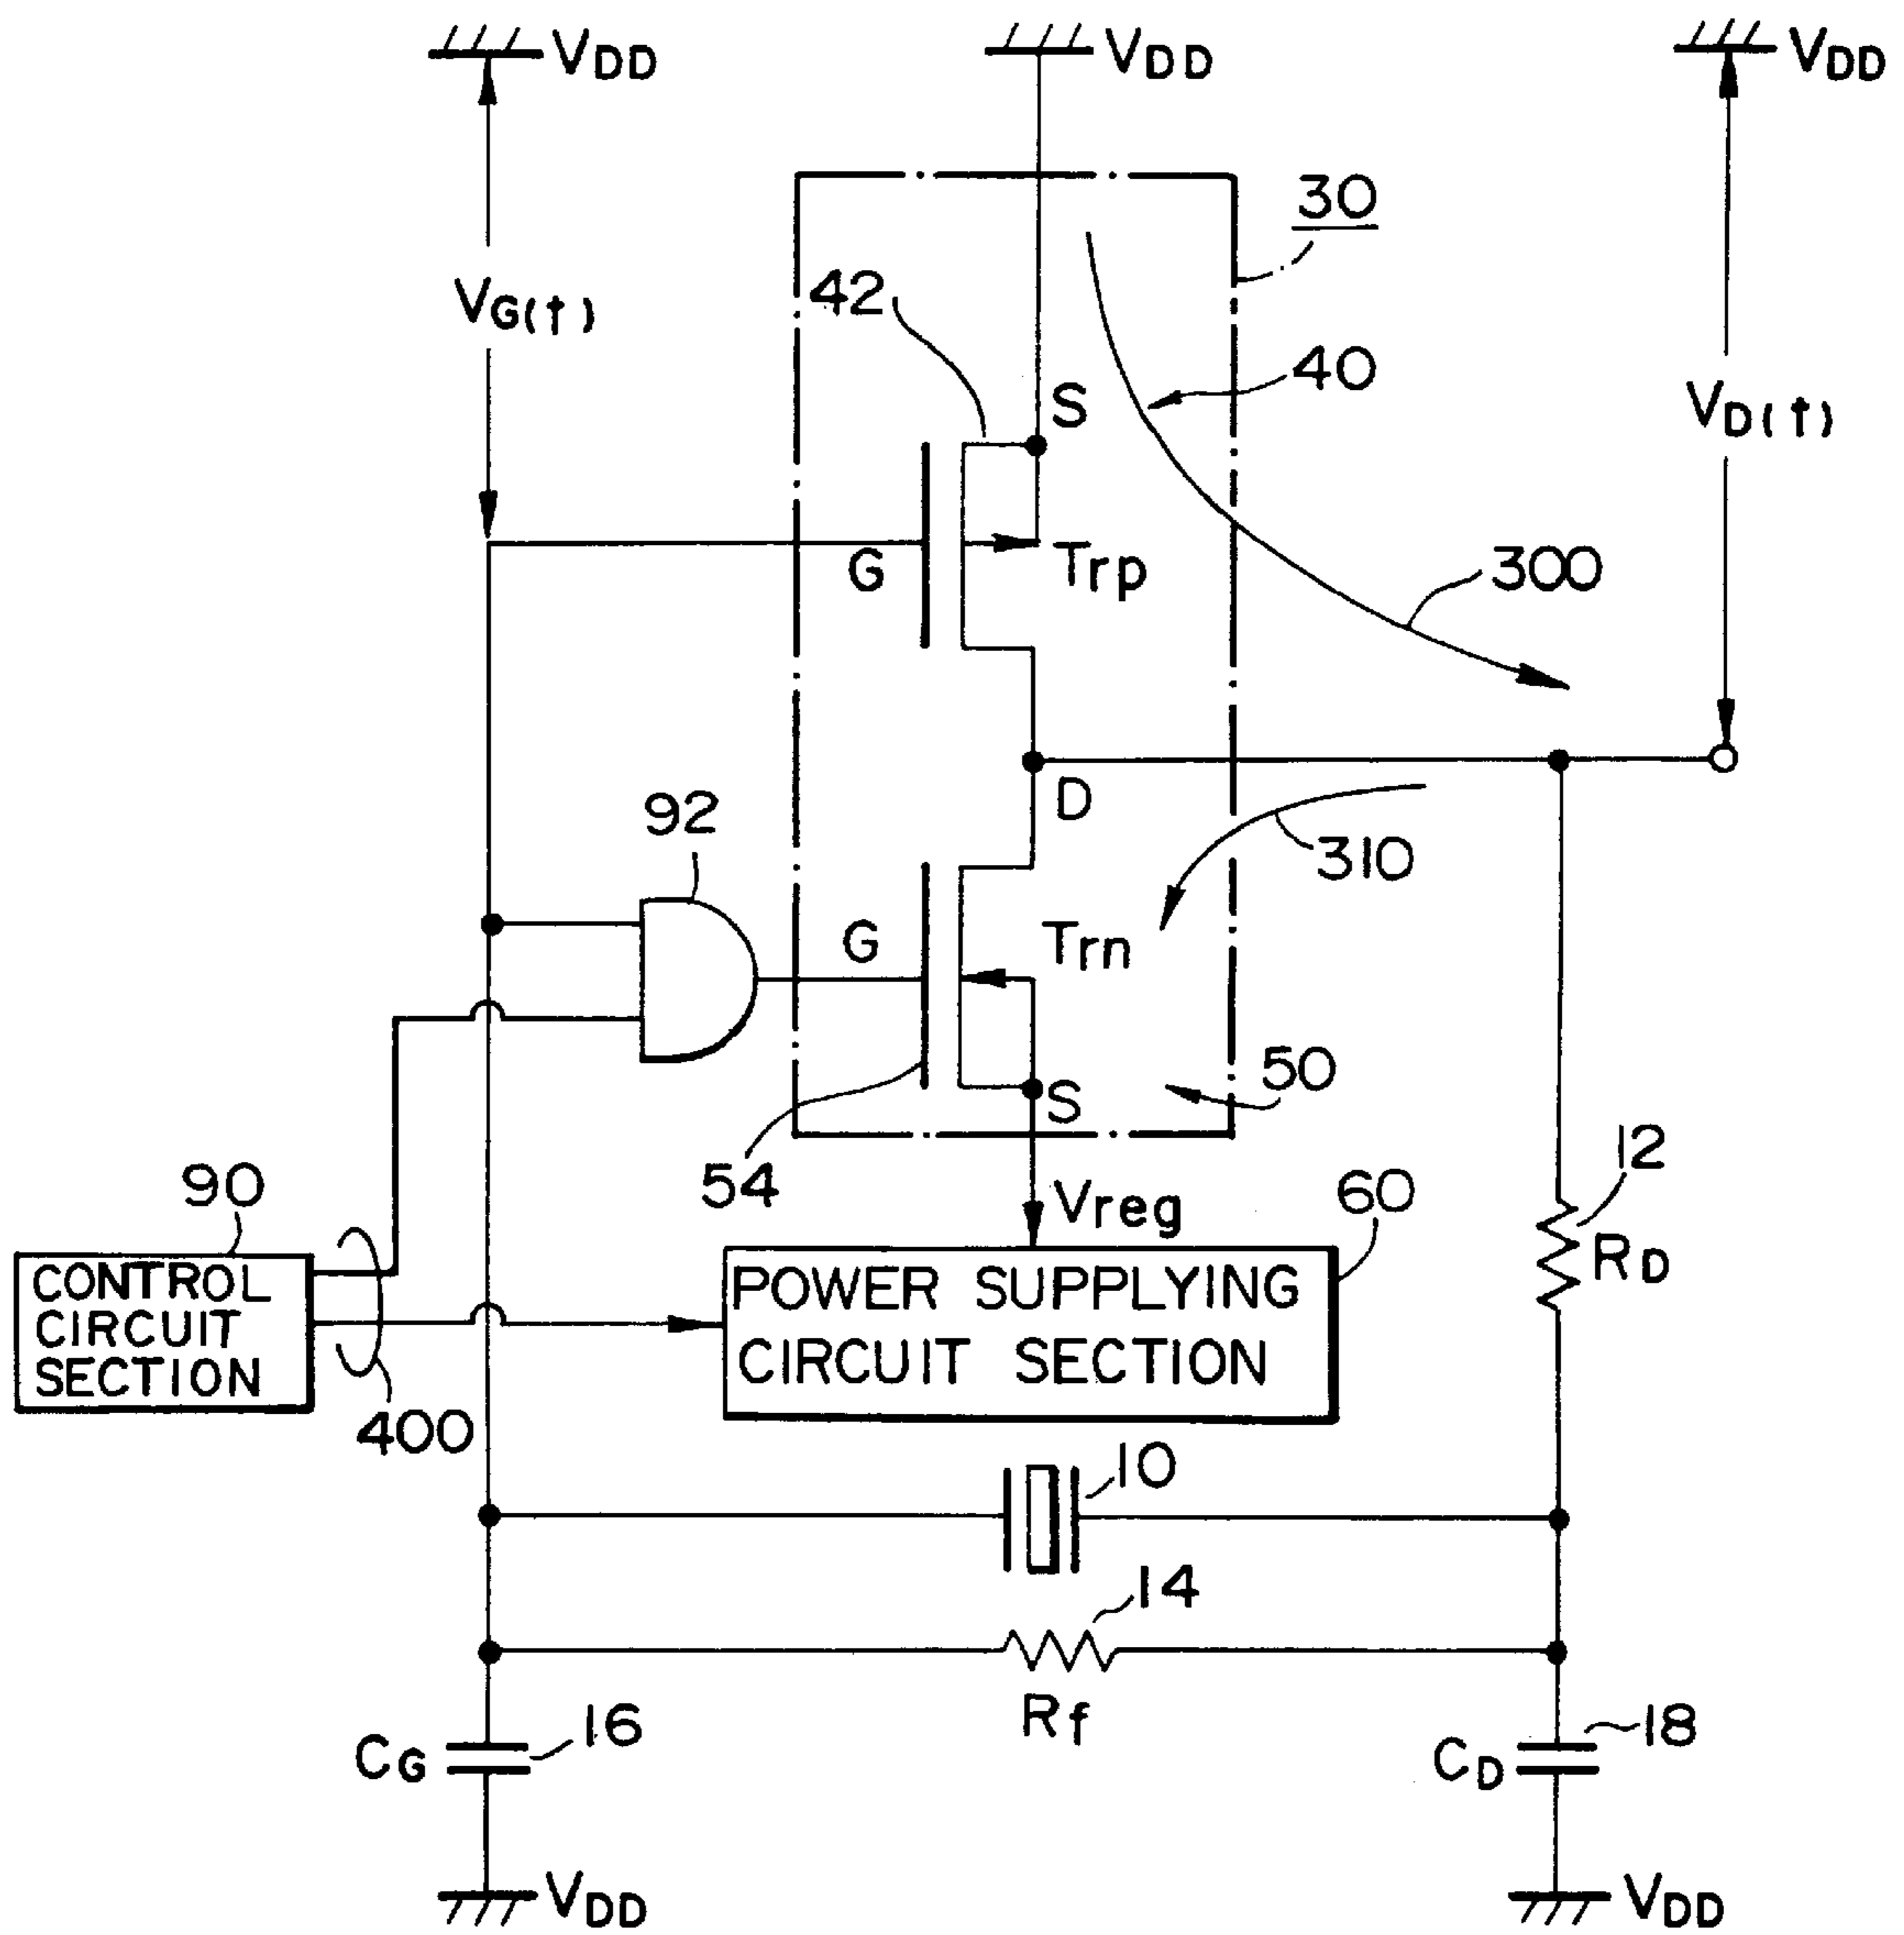 VDD
VDD
VDD
30
42
VG(t)
40
S
VD(t)
G
Trp
300
D
92
310
G
Trn
50
S
54
12
90
Vreg
60
RD
CONTROL
CIRCUIT
SECTION
POWER SUPPLYING
CIRCUIT SECTION
400
10
14
Rf
16
CG
18
CD
VDD
VDD